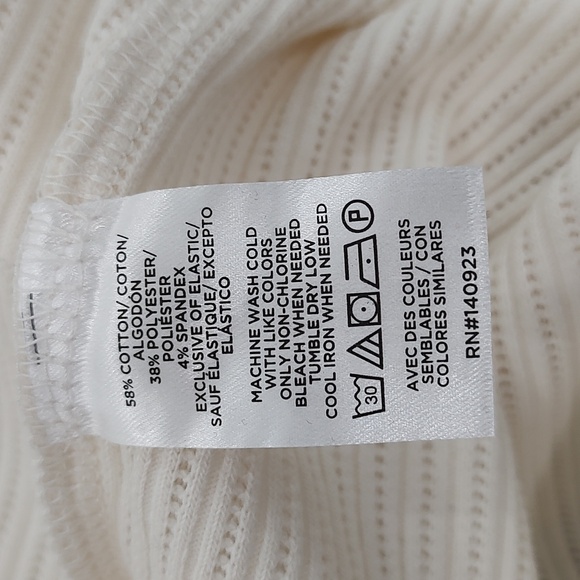 58% COTTON/ COTON/
ALGODÓN
38% POLYESTER/
POLIÉSTER
4% SPANDEX
EXCLUSIVE OF ELASTIC/
SAUF ÉLASTIQUE/ EXCEPTO
ELÁSTICO
MACHINE WASH COLD
WITH LIKE COLORS
ONLY NON-CHLORINE
BLEACH WHEN NEEDED
TUMBLE DRY LOW
COOL IRON WHEN NEEDED
30 P
AVEC DES COULEURS
SEMBLABLES / CON
COLORES SIMILARES
RN#140923